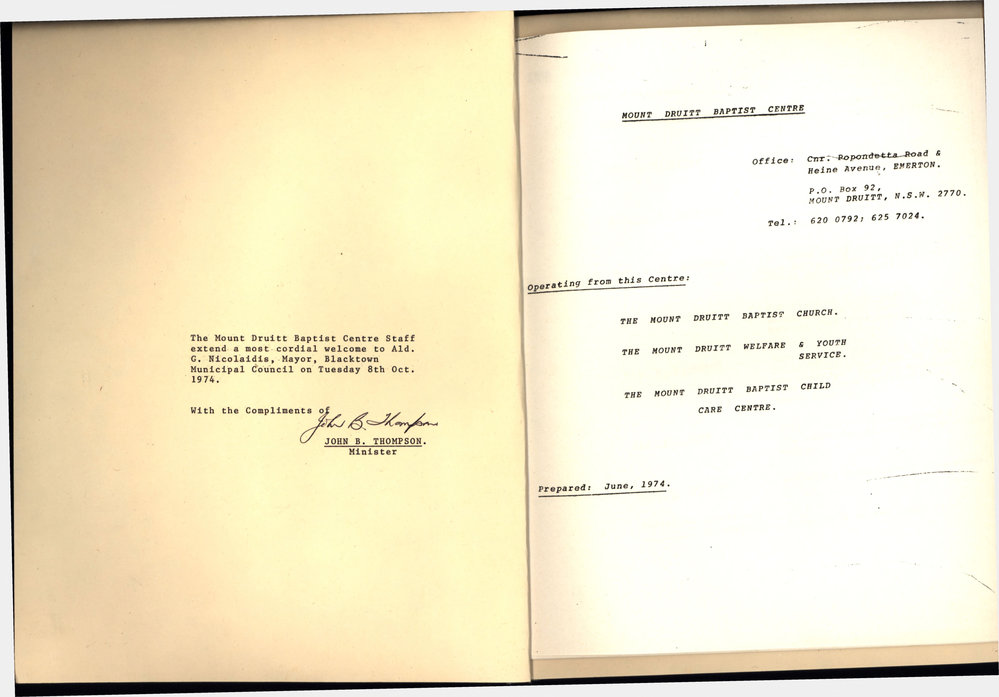 The Mount Druitt Baptist Centre Staff
extend a most cordial welcome to Ald.
G. Nicolaidis, Mayor, Blacktown
Municipal Council on Tuesday 8th Oct.
1974.
With the Compliments of
John B. Thompson
JOHN B. THOMPSON.
Minister
MOUNT DRUITT BAPTIST CENTRE
Office: Cnr. Popondetta Road &
Heine Avenue, EMERTON.
P.O. Box 92,
MOUNT DRUITT, N.S.W. 2770.
Tel.: 620 0792; 625 7024.
Operating from this Centre:
THE MOUNT DRUITT BAPTIST CHURCH.
THE MOUNT DRUITT WELFARE & YOUTH
SERVICE.
THE MOUNT DRUITT BAPTIST CHILD
CARE CENTRE.
Prepared: June, 1974.